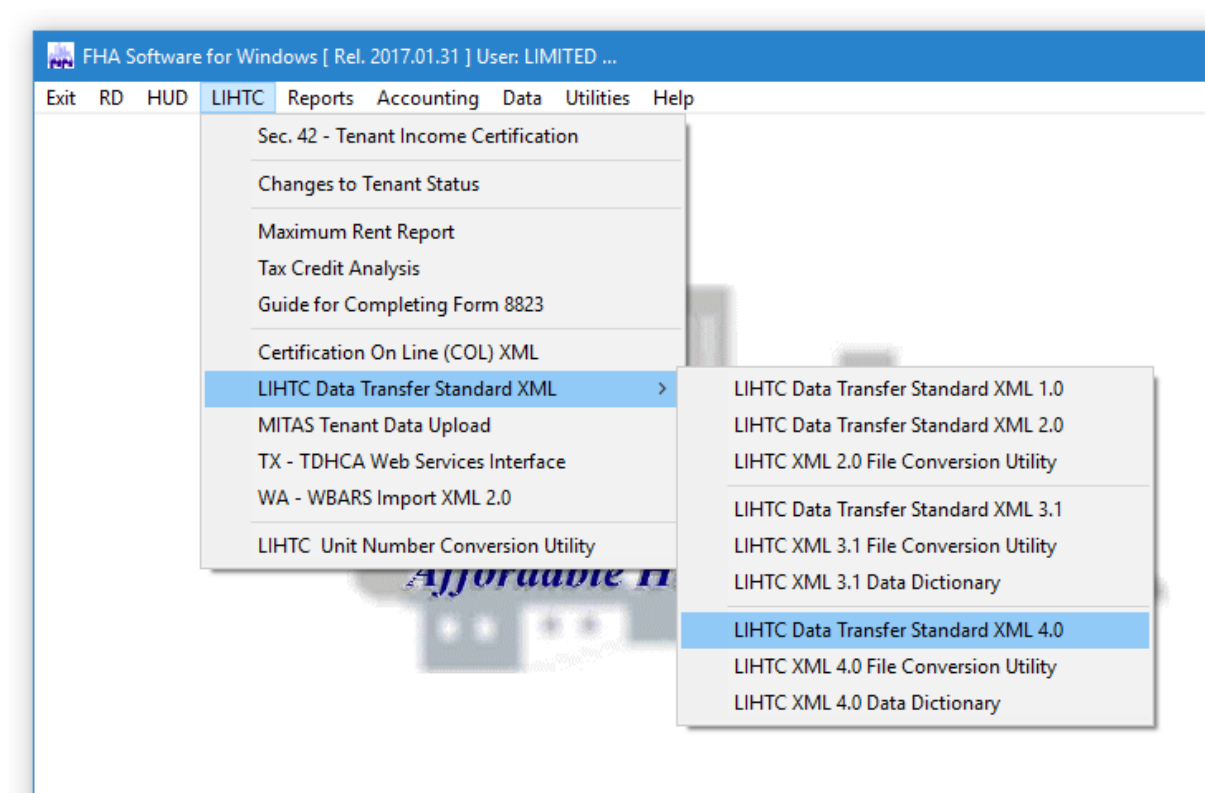 FHA Software for Windows [ Rel. 2017.01.31 ] User: LIMITED ...
Exit RD HUD LIHTC Reports Accounting Data Utilities Help
Sec. 42 - Tenant Income Certification
Changes to Tenant Status
Maximum Rent Report
Tax Credit Analysis
Guide for Completing Form 8823
Certification On Line (COL) XML
LIHTC Data Transfer Standard XML >
MITAS Tenant Data Upload
TX - TDHCA Web Services Interface
WA - WBARS Import XML 2.0
LIHTC Unit Number Conversion Utility
LIHTC Data Transfer Standard XML 1.0
LIHTC Data Transfer Standard XML 2.0
LIHTC XML 2.0 File Conversion Utility
LIHTC Data Transfer Standard XML 3.1
LIHTC XML 3.1 File Conversion Utility
LIHTC XML 3.1 Data Dictionary
LIHTC Data Transfer Standard XML 4.0
LIHTC XML 4.0 File Conversion Utility
LIHTC XML 4.0 Data Dictionary
Affordable H